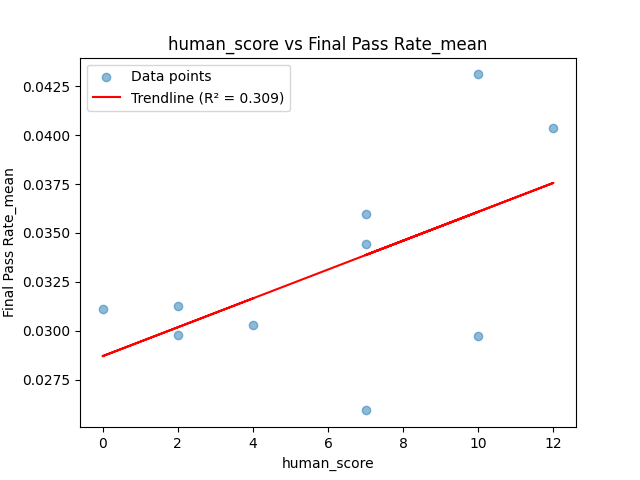 human_score vs Final Pass Rate_mean
Data points
Trendline (R² = 0.309)
0.0425
0.0400
0.0375
0.0350
0.0325
0.0300
0.0275
Final Pass Rate_mean
0 2 4 6 8 10 12
human_score